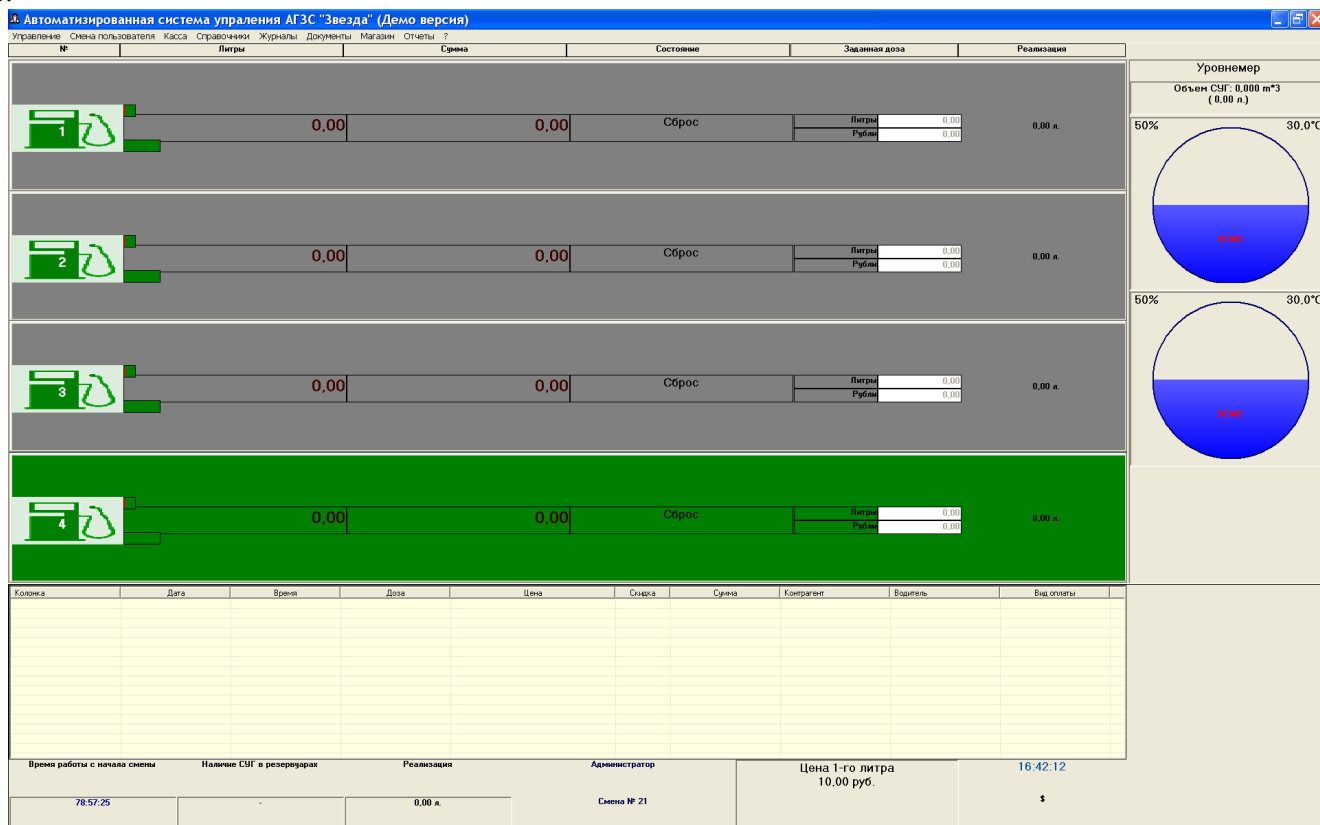 Автоматизированная система упраления АГЗС "Звезда" (Демо версия)
Управление Смена пользователя Касса Справочники Журналы Документы Магазин Отчеты ?
№ Литры Сумма Состояние Заданная доза Реализация
Уровнемер
Объем СУГ: 0,000 m*3
( 0,00 л.)
1 0,00 0,00 Сброс Литры 0,00 0,00 л.
Рубли 0,00
50% 30,0°C
DEMO
2 0,00 0,00 Сброс Литры 0,00 0,00 л.
Рубли 0,00
50% 30,0°C
DEMO
3 0,00 0,00 Сброс Литры 0,00 0,00 л.
Рубли 0,00
4 0,00 0,00 Сброс Литры 0,00 0,00 л.
Рубли 0,00
Колонка Дата Время Доза Цена Скидка Сумма Контрагент Водитель Вид оплаты
Время работы с начала смены Наличие СУГ в резервуарах Реализация Администратор Цена 1-го литра 16:42:12
10,00 руб.
78:57:25 - 0,00 л. Смена № 21 $